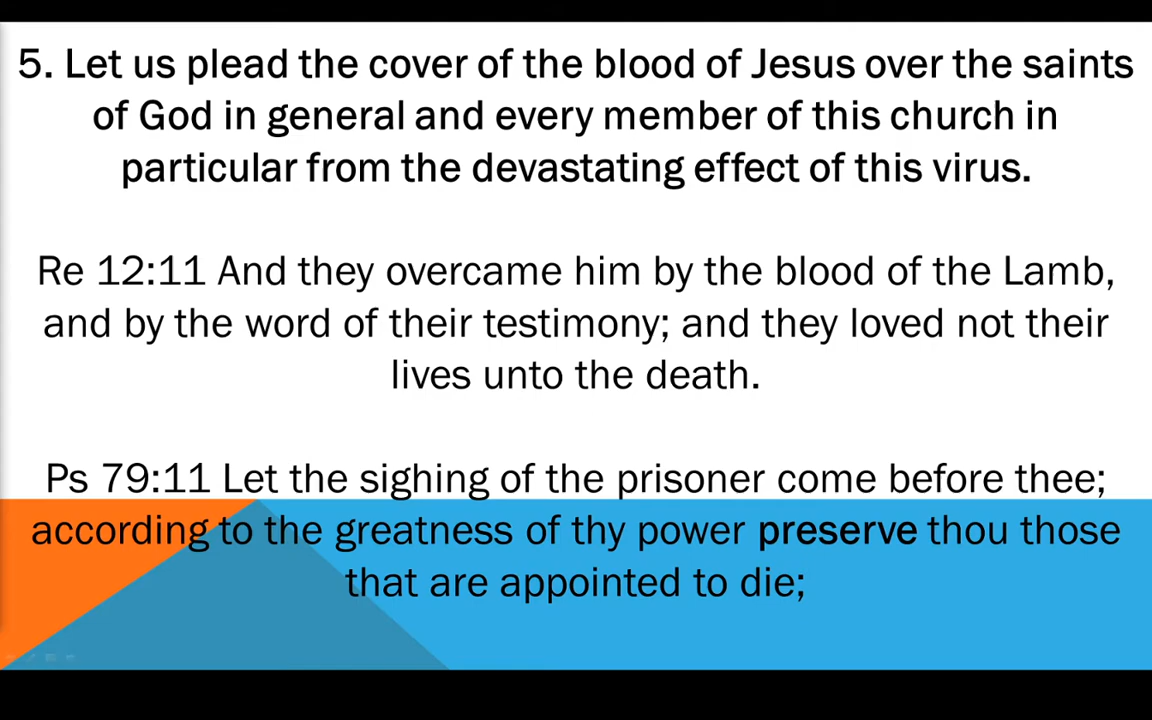 5. Let us plead the cover of the blood of Jesus over the saints
of God in general and every member of this church in
particular from the devastating effect of this virus.
Re 12:11 And they overcame him by the blood of the Lamb,
and by the word of their testimony; and they loved not their
lives unto the death.
Ps 79:11 Let the sighing of the prisoner come before thee;
according to the greatness of thy power preserve thou those
that are appointed to die;